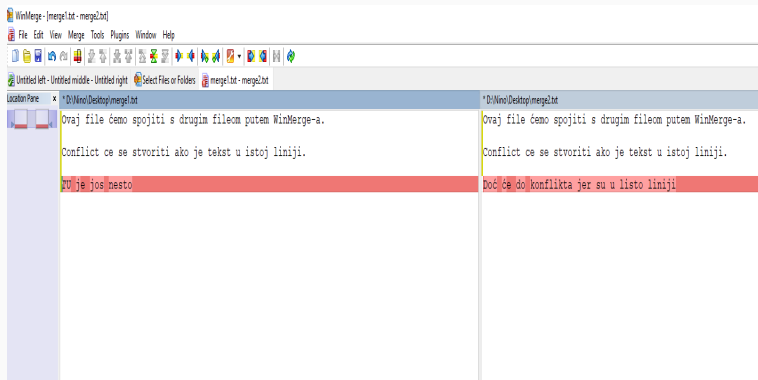 WinMerge - [merge1.txt - merge2.txt]
File Edit View Merge Tools Plugins Window Help
Untitled left - Untitled middle - Untitled right Select Files or Folders merge1.txt - merge2.txt
Location Pane x * D:\Nino\Desktop\merge1.txt * D:\Nino\Desktop\merge2.txt
Ovaj file ćemo spojiti s drugim fileom putem WinMerge-a.
Conflict ce se stvoriti ako je tekst u istoj liniji.
TU je jos nesto
Ovaj file ćemo spojiti s drugim fileom putem WinMerge-a.
Conflict ce se stvoriti ako je tekst u istoj liniji.
Doć će do konflikta jer su u listo liniji